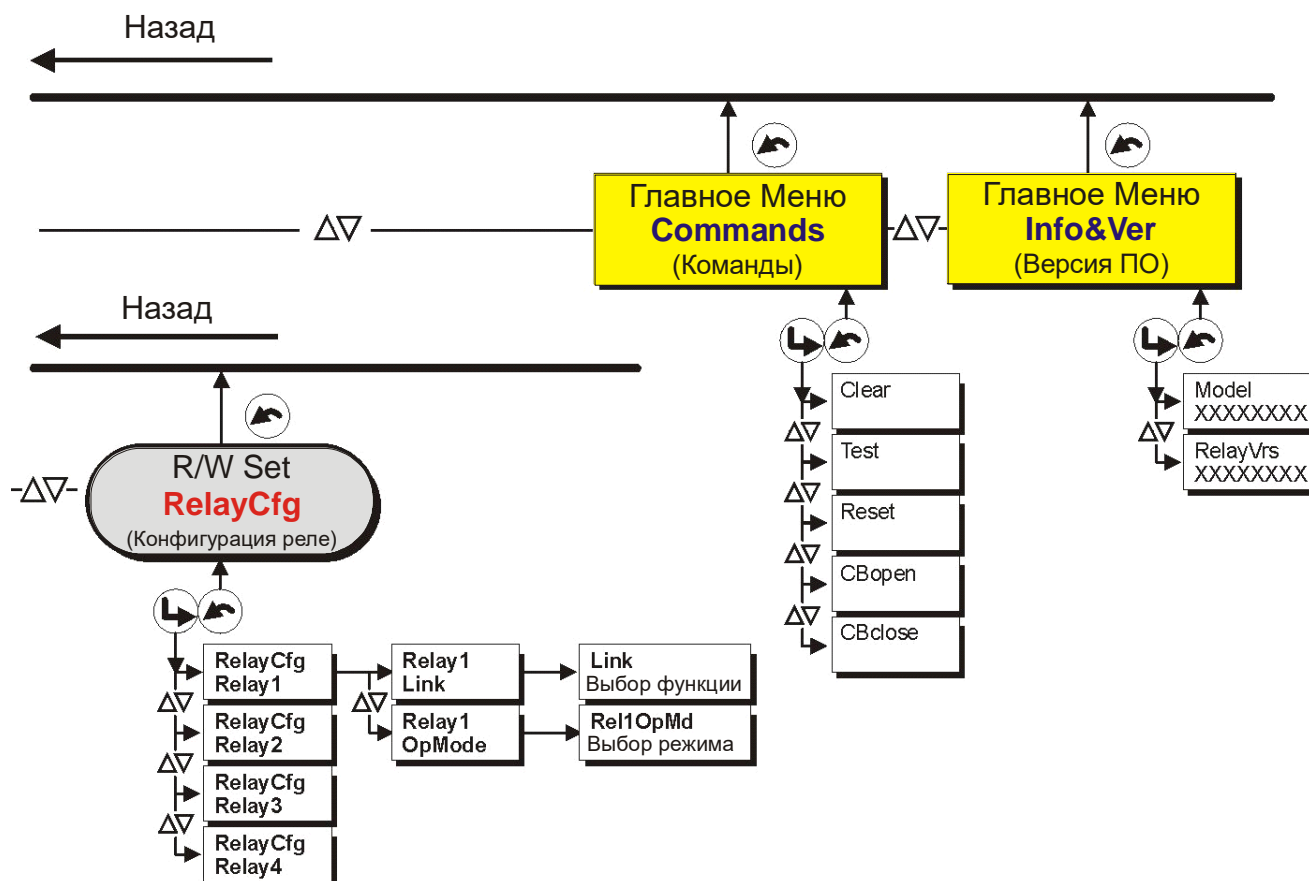 Назад
Главное Меню
Commands
(Команды)
Главное Меню
Info&Ver
(Версия ПО)
Назад
Clear
Test
Reset
CBopen
CBclose
Model
XXXXXXXX
RelayVrs
XXXXXXXX
R/W Set
RelayCfg
(Конфигурация реле)
RelayCfg
Relay1
Relay1
Link
Link
Выбор функции
RelayCfg
Relay2
Relay1
OpMode
Rel1OpMd
Выбор режима
RelayCfg
Relay3
RelayCfg
Relay4